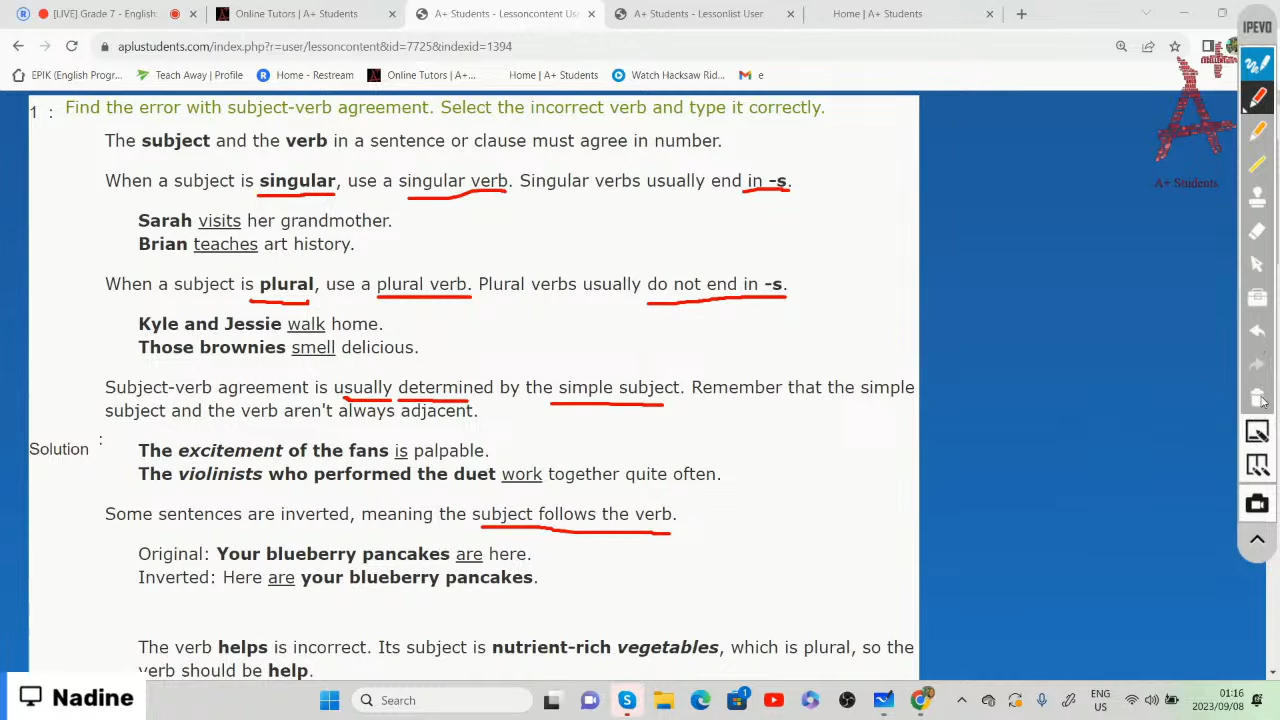 [LIVE] Grade 7 - English:
Online Tutors | A+ Students
A+ Students - Lessoncontent Use
A+ Students - Lessonlist User
Home | A+ Students
aplustudents.com/index.php?r=user/lessoncontent&id=7725&indexid=1394
EPIK (English Progr...
Teach Away | Profile
Home - Restream
Online Tutors | A+...
Home | A+ Students
Watch Hacksaw Rid...
e
IPEVO
A+ Students
1 : Find the error with subject-verb agreement. Select the incorrect verb and type it correctly.
The subject and the verb in a sentence or clause must agree in number.
When a subject is singular, use a singular verb. Singular verbs usually end in -s.
Sarah visits her grandmother.
Brian teaches art history.
When a subject is plural, use a plural verb. Plural verbs usually do not end in -s.
Kyle and Jessie walk home.
Those brownies smell delicious.
Subject-verb agreement is usually determined by the simple subject. Remember that the simple
subject and the verb aren't always adjacent.
Solution :
The excitement of the fans is palpable.
The violinists who performed the duet work together quite often.
Some sentences are inverted, meaning the subject follows the verb.
Original: Your blueberry pancakes are here.
Inverted: Here are your blueberry pancakes.
The verb helps is incorrect. Its subject is nutrient-rich vegetables, which is plural, so the
verb should be help.
Nadine
Search
ENG
US
01:16
2023/09/08